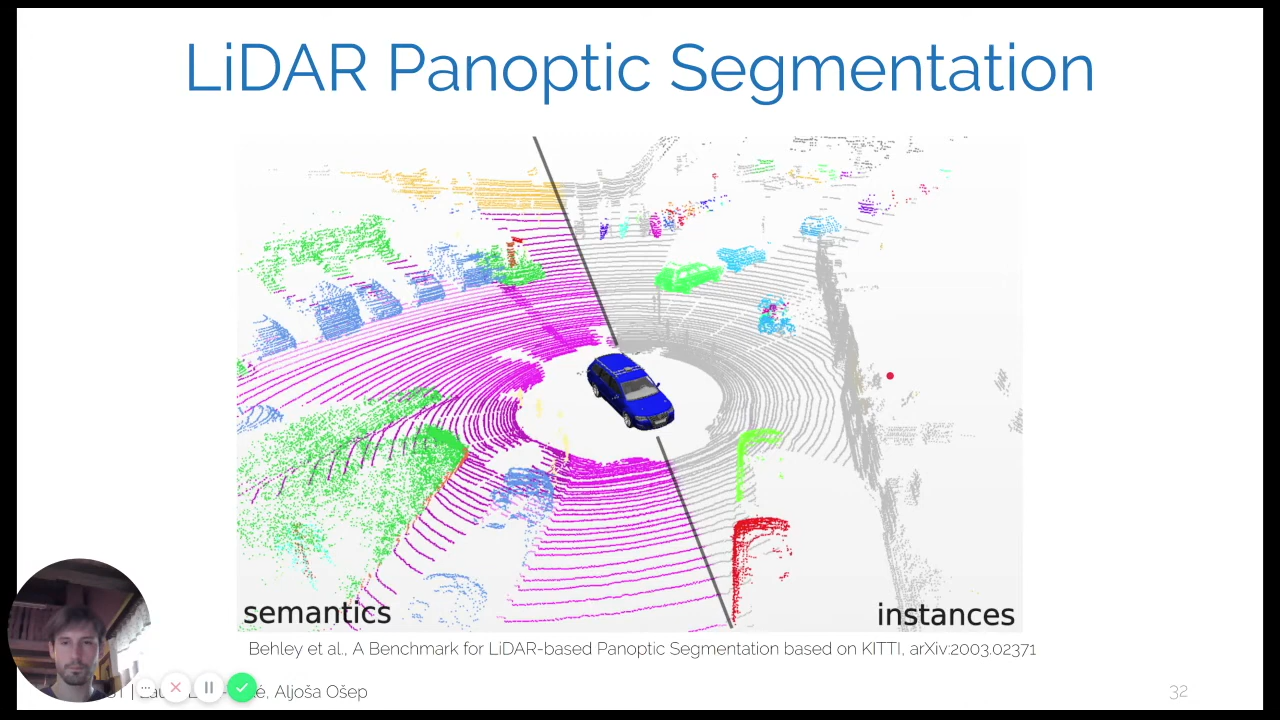 LiDAR Panoptic Segmentation
semantics
instances
Behley et al., A Benchmark for LiDAR-based Panoptic Segmentation based on KITTI, arXiv:2003.02371
Aljoša Ošep
32